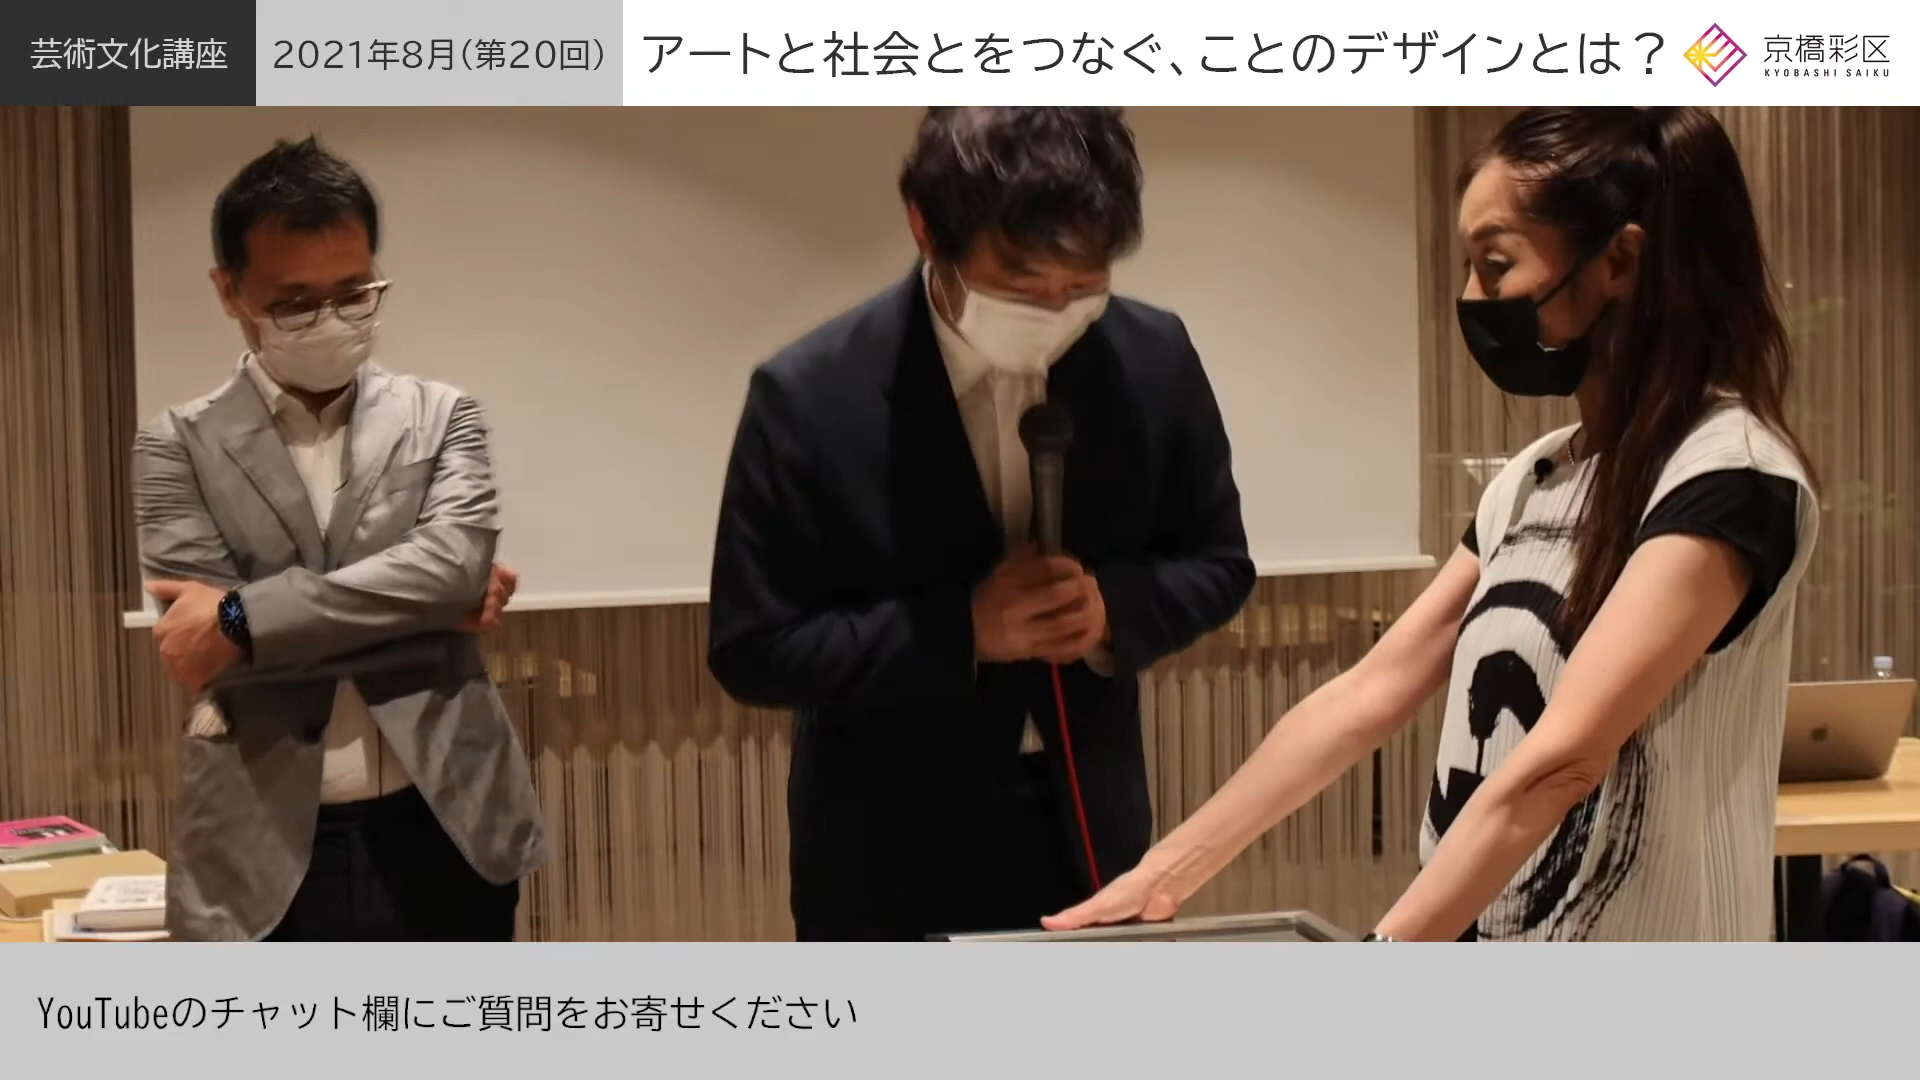 芸術文化講座
2021年8月(第20回)
アートと社会とをつなぐ、ことのデザインとは？
京橋彩区
KYOBASHI SAIKU
YouTubeのチャット欄にご質問をお寄せください